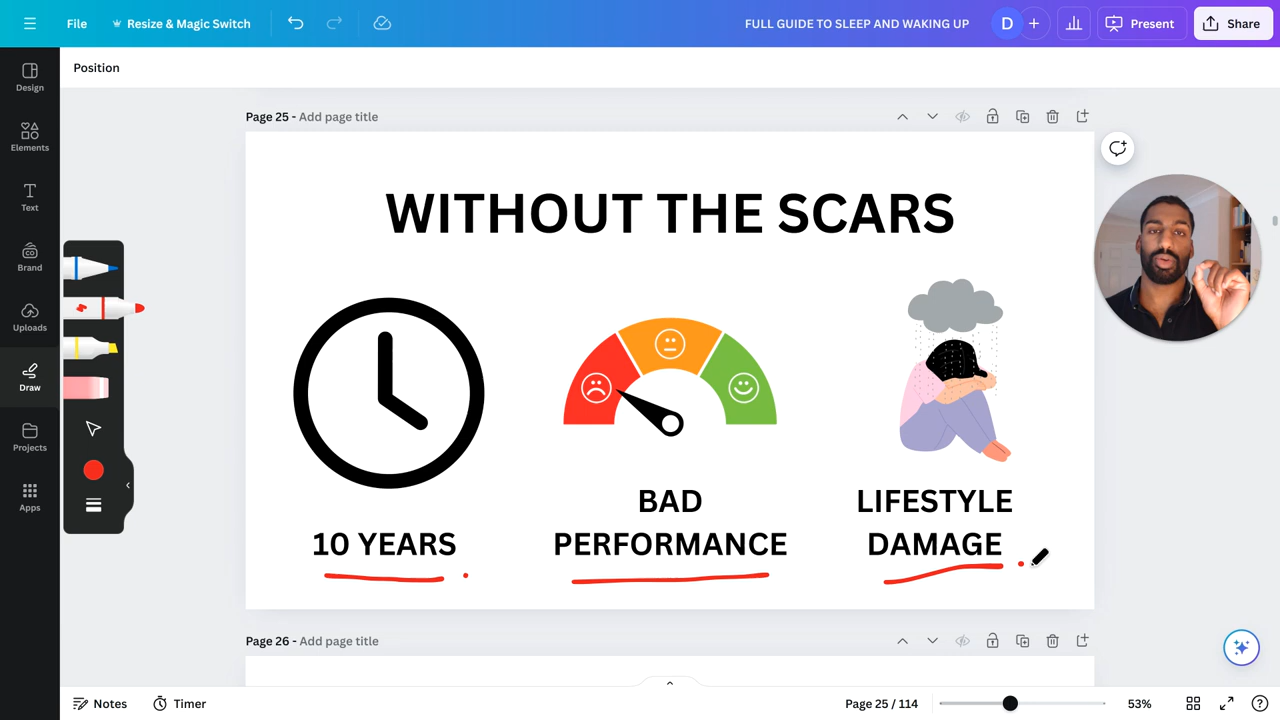 File
Resize & Magic Switch
FULL GUIDE TO SLEEP AND WAKING UP
D
Present
Share
Position
Design
Elements
Text
Brand
Uploads
Draw
Projects
Apps
Page 25 - Add page title
WITHOUT THE SCARS
10 YEARS
BAD
PERFORMANCE
LIFESTYLE
DAMAGE
Page 26 - Add page title
Notes
Timer
Page 25 / 114
53%